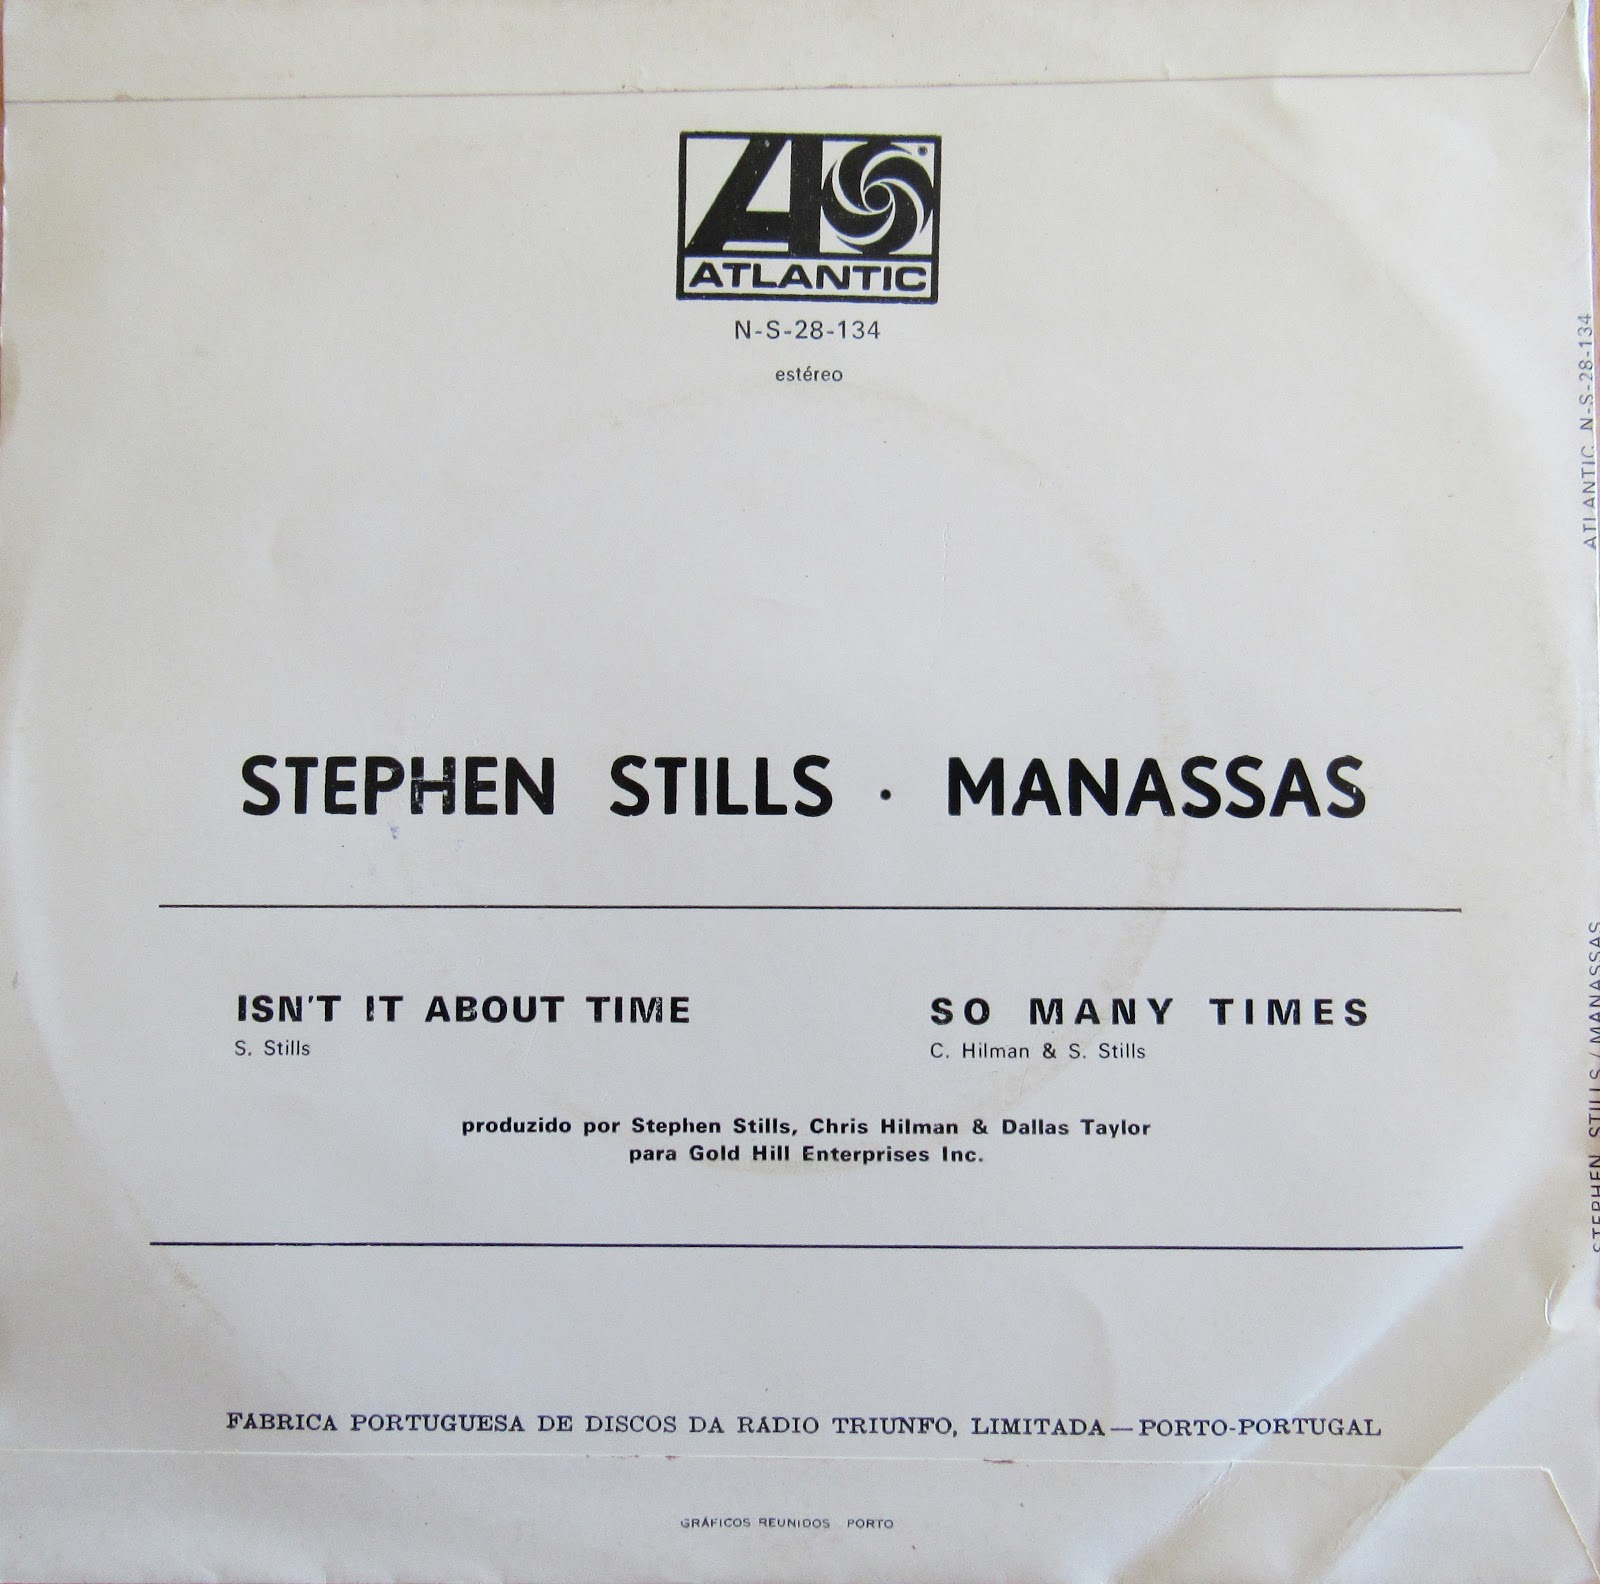 ATLANTIC
N-S-28-134
estéreo
STEPHEN STILLS · MANASSAS
ISN'T IT ABOUT TIME
S. Stills
SO MANY TIMES
C. Hilman & S. Stills
produzido por Stephen Stills, Chris Hilman & Dallas Taylor
para Gold Hill Enterprises Inc.
FÁBRICA PORTUGUESA DE DISCOS DA RÁDIO TRIUNFO, LIMITADA — PORTO-PORTUGAL
GRÁFICOS REUNIDOS PORTO
ATLANTIC N-S-28-134
STEPHEN STILLS / MANASSAS